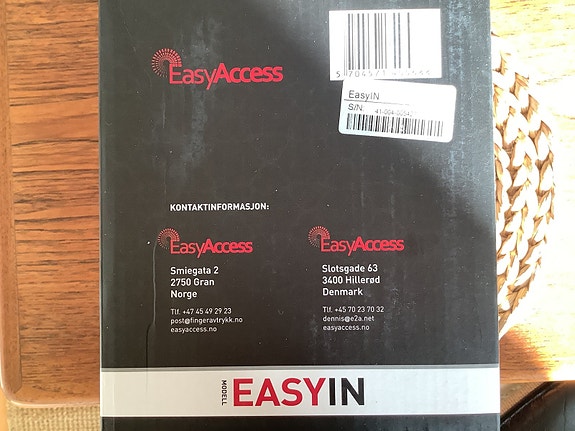 EasyAccess
EasyIN
S/N:
KONTAKTINFORMASJON:
EasyAccess
Smiegata 2
2750 Gran
Norge
Tlf. +47 45 49 29 23
post@fingeravtrykk.no
easyaccess.no
EasyAccess
Slotsgade 63
3400 Hillerød
Denmark
Tlf. +45 70 23 70 32
dennis@e2a.net
easyaccess.no
MODELL
EASYIN